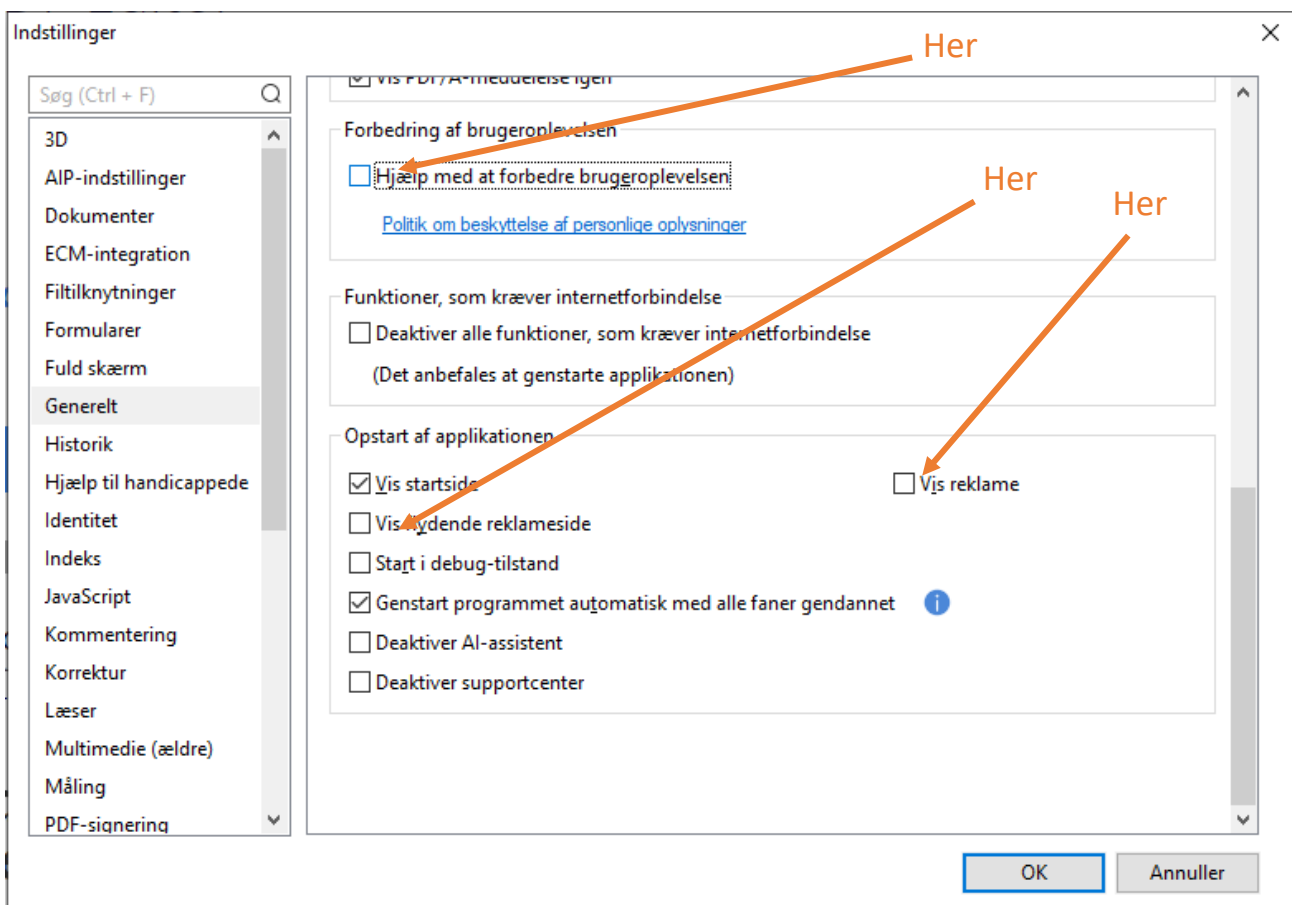 Indstillinger
Her
Søg (Ctrl + F)
3D
AIP-indstillinger
Dokumenter
ECM-integration
Filtilknytninger
Formularer
Fuld skærm
Generelt
Historik
Hjælp til handicappede
Identitet
Indeks
JavaScript
Kommentering
Korrektur
Læser
Multimedie (ældre)
Måling
PDF-signering
Vis PDF/A-meddelelse igen
Forbedring af brugeroplevelsen
Hjælp med at forbedre brugeroplevelsen
Her
Her
Politik om beskyttelse af personlige oplysninger
Funktioner, som kræver internetforbindelse
Deaktiver alle funktioner, som kræver internetforbindelse
(Det anbefales at genstarte applikationen)
Opstart af applikationen
Vis startside
Vis reklame
Vis flydende reklameside
Start i debug-tilstand
Genstart programmet automatisk med alle faner gendannet
Deaktiver AI-assistent
Deaktiver supportcenter
OK
Annuller